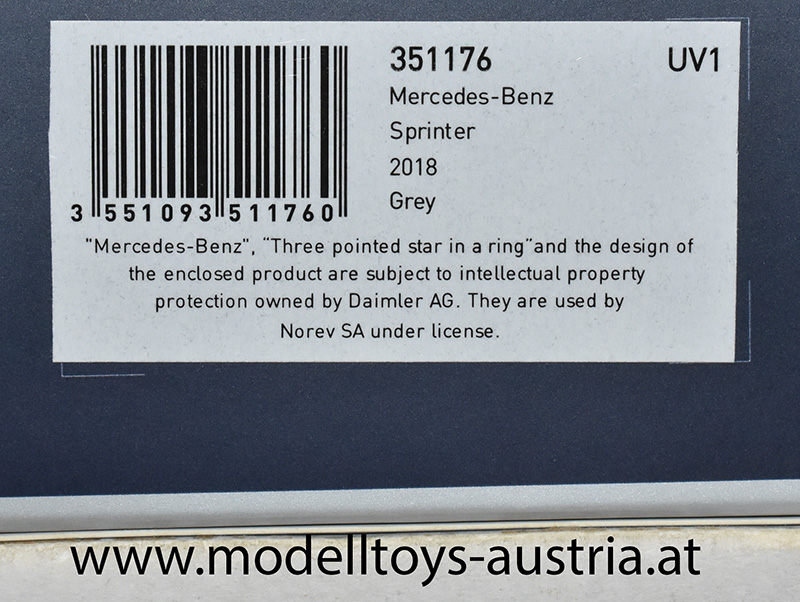 351176 UV1
Mercedes-Benz
Sprinter
2018
Grey
3 551093 511760
"Mercedes-Benz", “Three pointed star in a ring”and the design of
the enclosed product are subject to intellectual property
protection owned by Daimler AG. They are used by
Norev SA under license.
www.modelltoys-austria.at